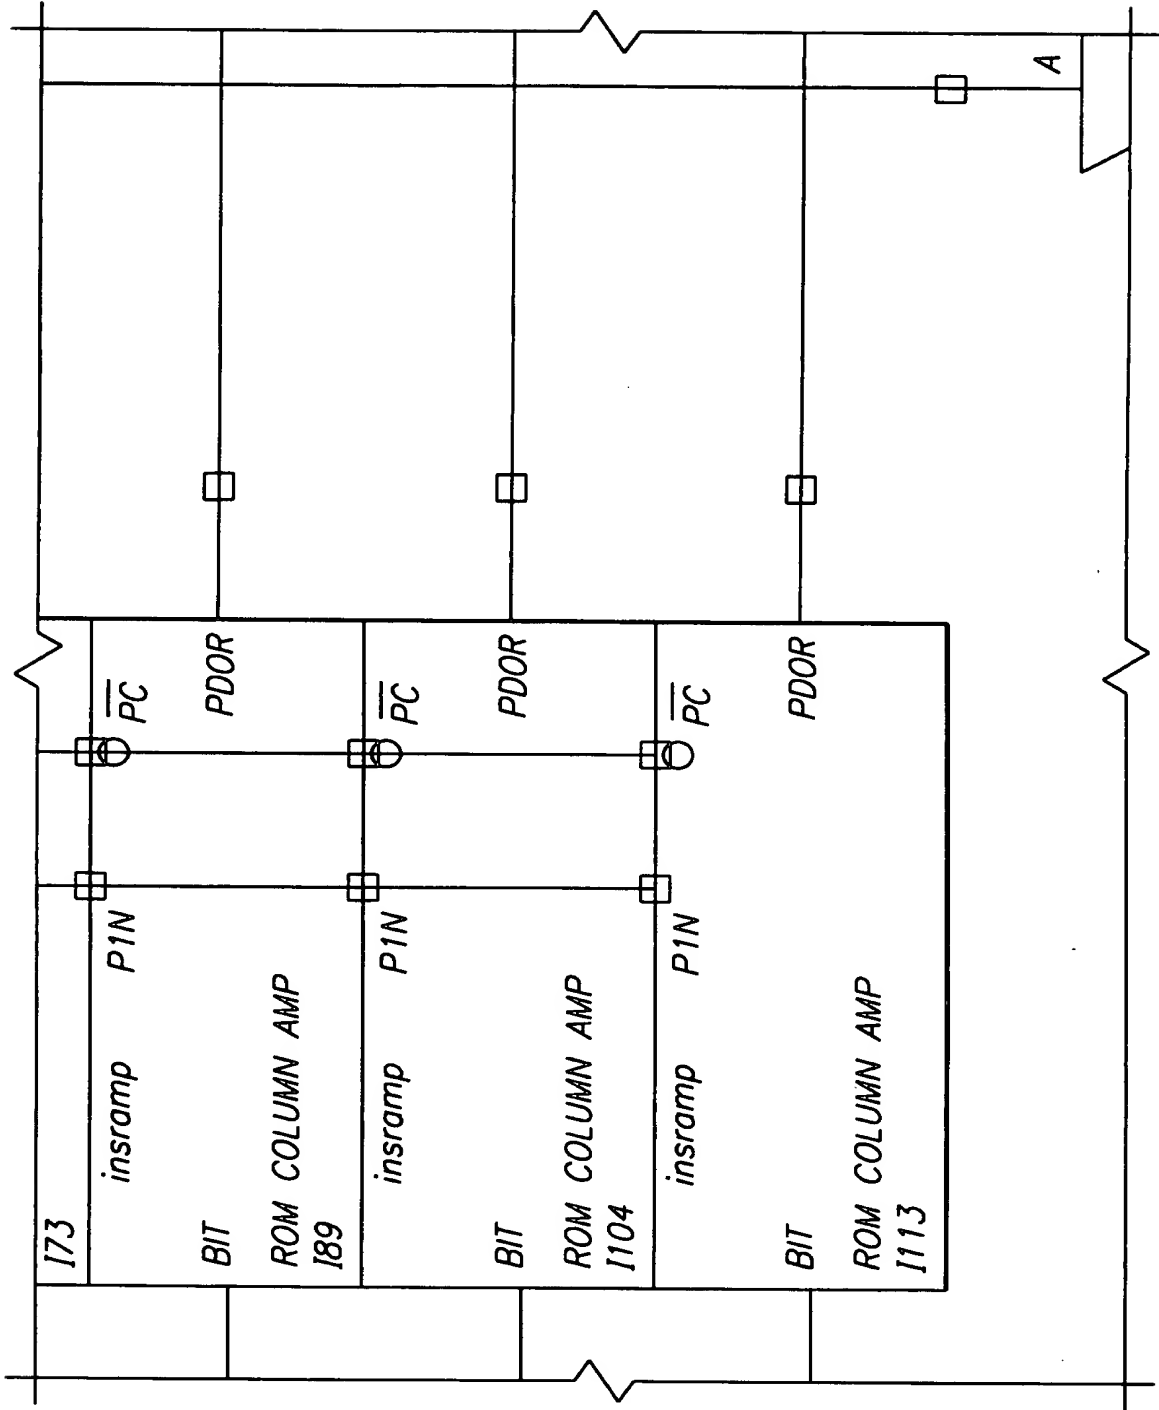 I73
insramp
P1N
PC
BIT
PDOR
ROM COLUMN AMP
I89
insramp
P1N
PC
BIT
PDOR
ROM COLUMN AMP
I104
insramp
P1N
PC
BIT
PDOR
ROM COLUMN AMP
I113
A